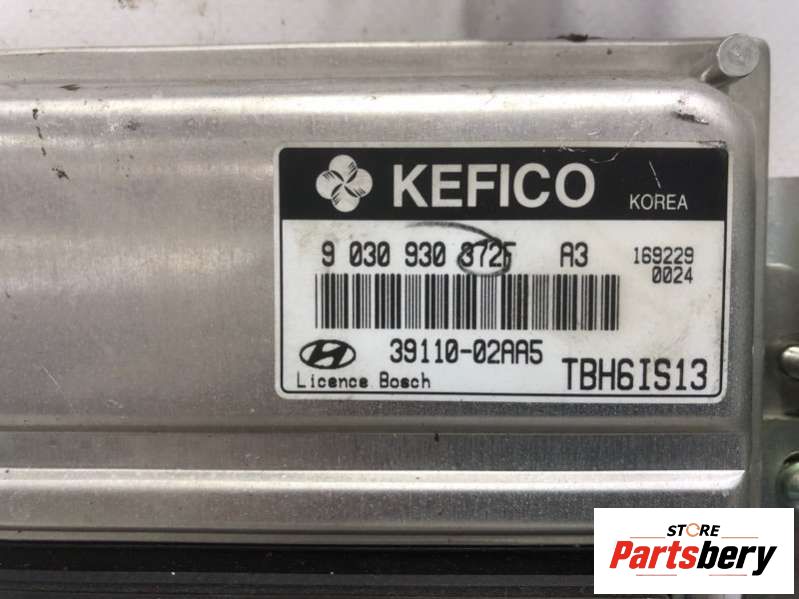 KEFICO KOREA
9 030 930 372F A3 169229
0024
39110-02AA5 TBH6IS13
Licence Bosch
STORE
Partsbery